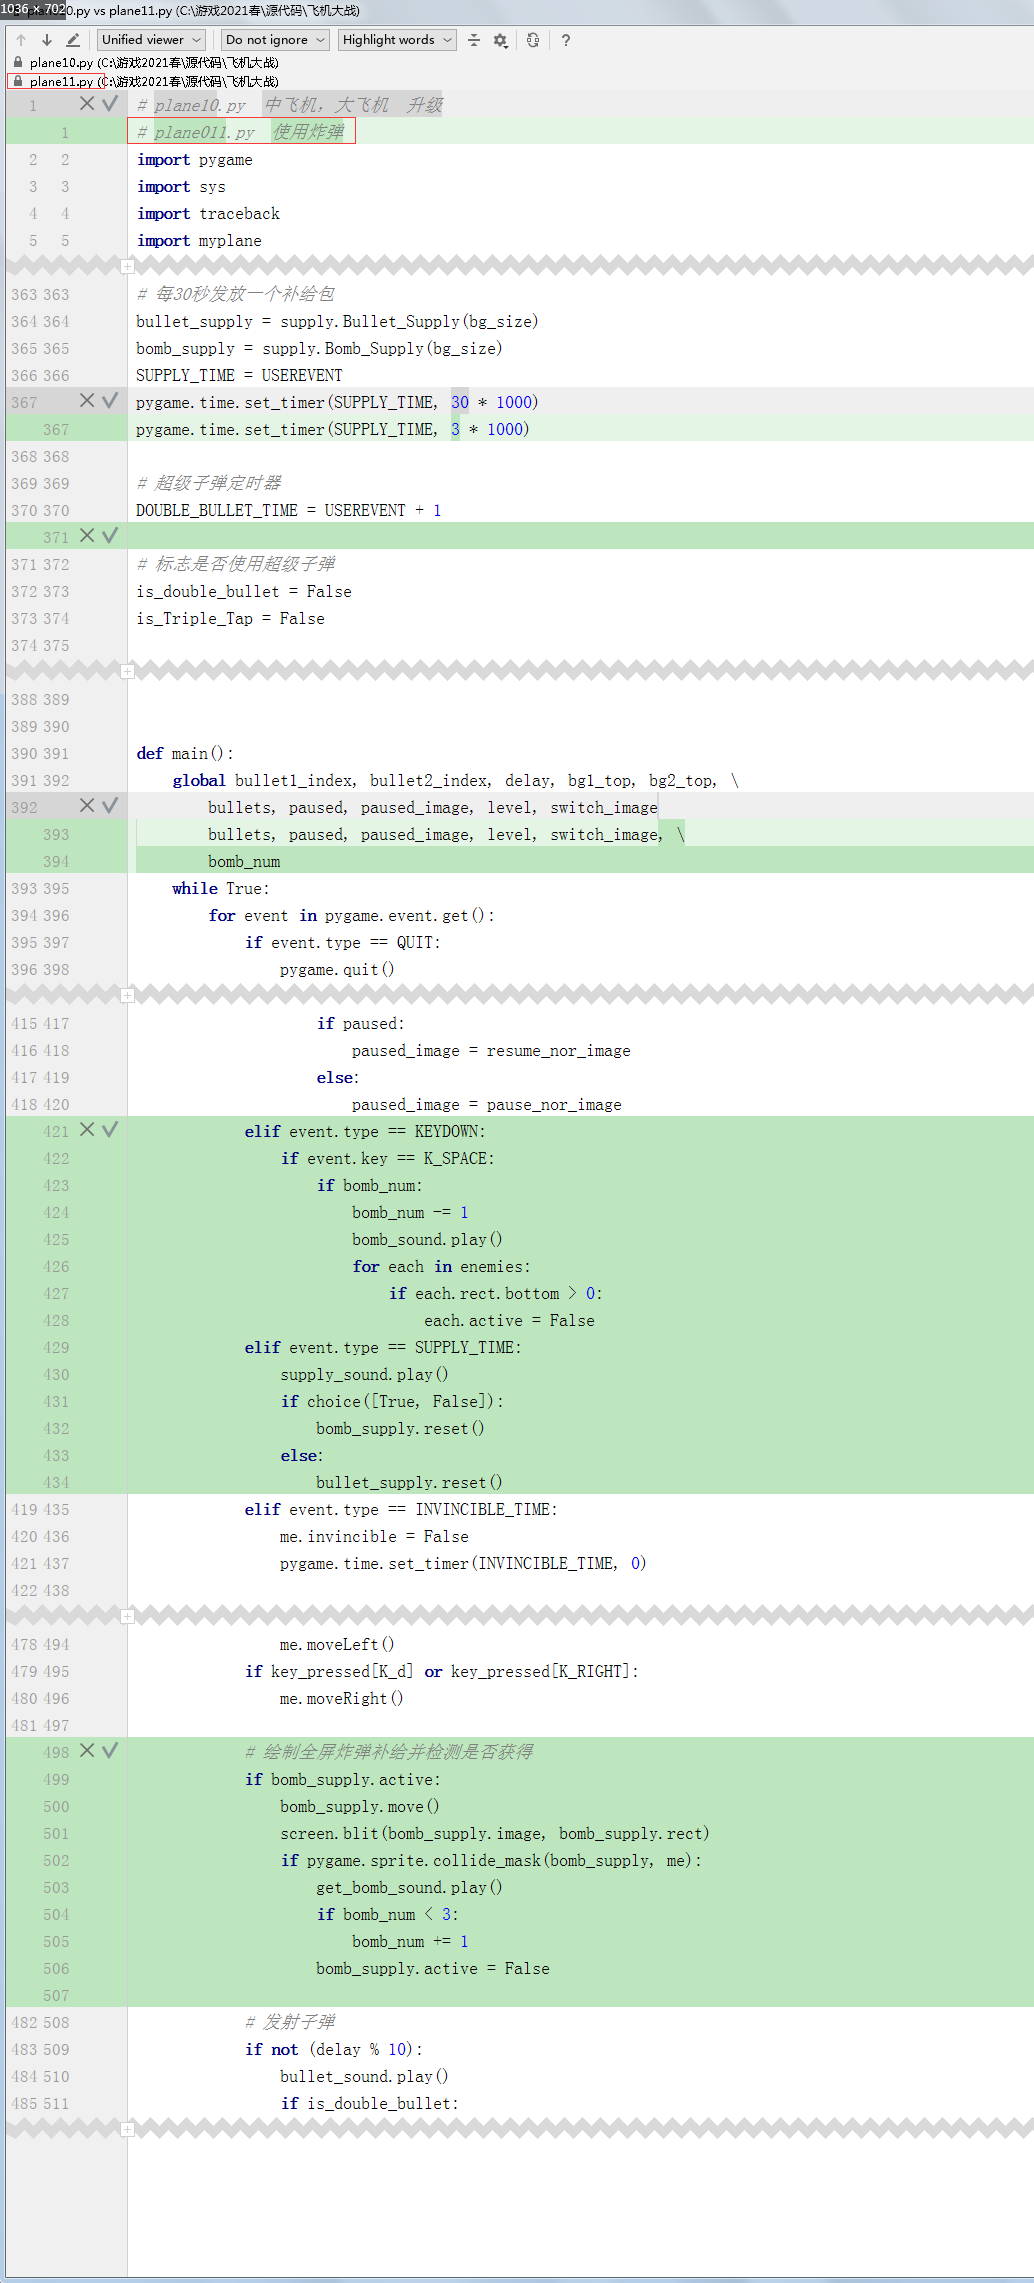 1036 x 702
0.py vs plane11.py (C:\游戏2021春\源代码\飞机大战)
Unified viewer Do not ignore Highlight words ?
plane10.py (C:\游戏2021春\源代码\飞机大战)
plane11.py (C:\游戏2021春\源代码\飞机大战)
1 # plane10.py 中飞机，大飞机 升级
1 # plane011.py 使用炸弹
2 2 import pygame
3 3 import sys
4 4 import traceback
5 5 import myplane
363 363 # 每30秒发放一个补给包
364 364 bullet_supply = supply.Bullet_Supply(bg_size)
365 365 bomb_supply = supply.Bomb_Supply(bg_size)
366 366 SUPPLY_TIME = USEREVENT
367 pygame.time.set_timer(SUPPLY_TIME, 30 * 1000)
367 pygame.time.set_timer(SUPPLY_TIME, 3 * 1000)
368 368
369 369 # 超级子弹定时器
370 370 DOUBLE_BULLET_TIME = USEREVENT + 1
371
371 372 # 标志是否使用超级子弹
372 373 is_double_bullet = False
373 374 is_Triple_Tap = False
374 375
388 389
389 390
390 391 def main():
391 392 global bullet1_index, bullet2_index, delay, bg1_top, bg2_top, \
392 bullets, paused, paused_image, level, switch_image
393 bullets, paused, paused_image, level, switch_image, \
394 bomb_num
393 395 while True:
394 396 for event in pygame.event.get():
395 397 if event.type == QUIT:
396 398 pygame.quit()
415 417 if paused:
416 418 paused_image = resume_nor_image
417 419 else:
418 420 paused_image = pause_nor_image
421 elif event.type == KEYDOWN:
422 if event.key == K_SPACE:
423 if bomb_num:
424 bomb_num -= 1
425 bomb_sound.play()
426 for each in enemies:
427 if each.rect.bottom > 0:
428 each.active = False
429 elif event.type == SUPPLY_TIME:
430 supply_sound.play()
431 if choice([True, False]):
432 bomb_supply.reset()
433 else:
434 bullet_supply.reset()
419 435 elif event.type == INVINCIBLE_TIME:
420 436 me.invincible = False
421 437 pygame.time.set_timer(INVINCIBLE_TIME, 0)
422 438
478 494 me.moveLeft()
479 495 if key_pressed[K_d] or key_pressed[K_RIGHT]:
480 496 me.moveRight()
481 497
498 # 绘制全屏炸弹补给并检测是否获得
499 if bomb_supply.active:
500 bomb_supply.move()
501 screen.blit(bomb_supply.image, bomb_supply.rect)
502 if pygame.sprite.collide_mask(bomb_supply, me):
503 get_bomb_sound.play()
504 if bomb_num < 3:
505 bomb_num += 1
506 bomb_supply.active = False
507
482 508 # 发射子弹
483 509 if not (delay % 10):
484 510 bullet_sound.play()
485 511 if is_double_bullet: